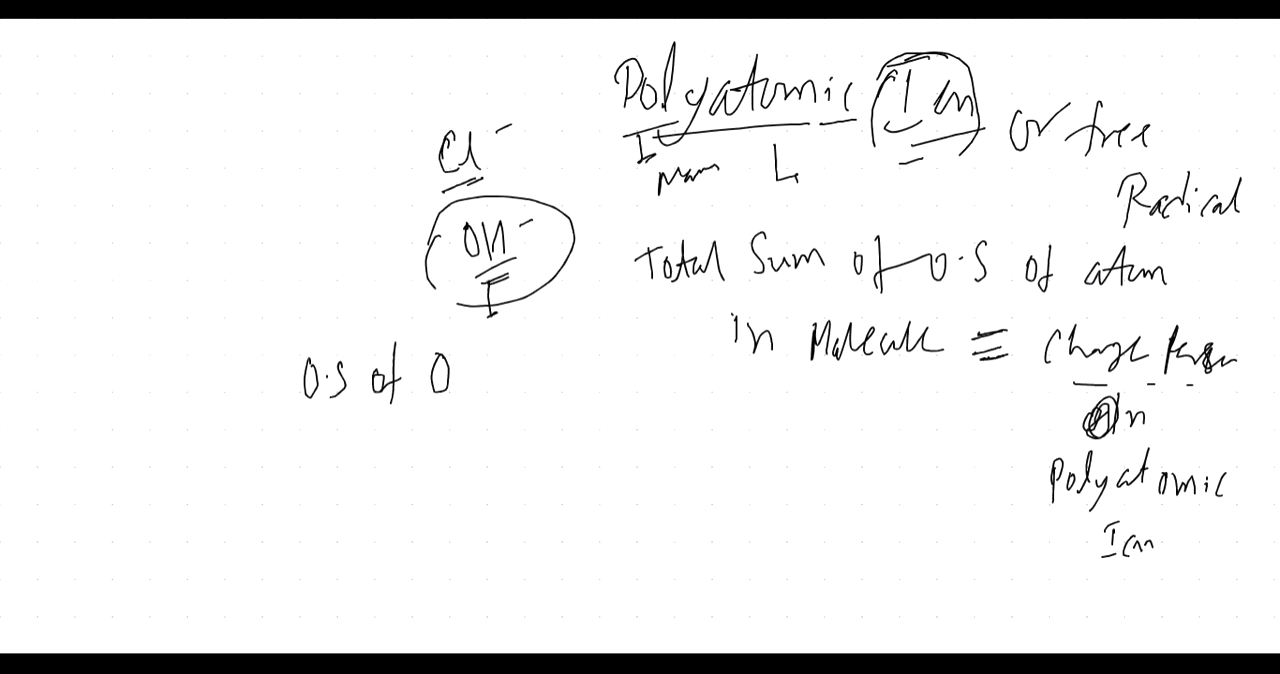 Polyatomic Ion or free
Radical
Cl⁻
OH⁻
Total Sum of O.S of atom
in Molecule ≡ Charge
O.S of O
On
Polyatomic
Ion